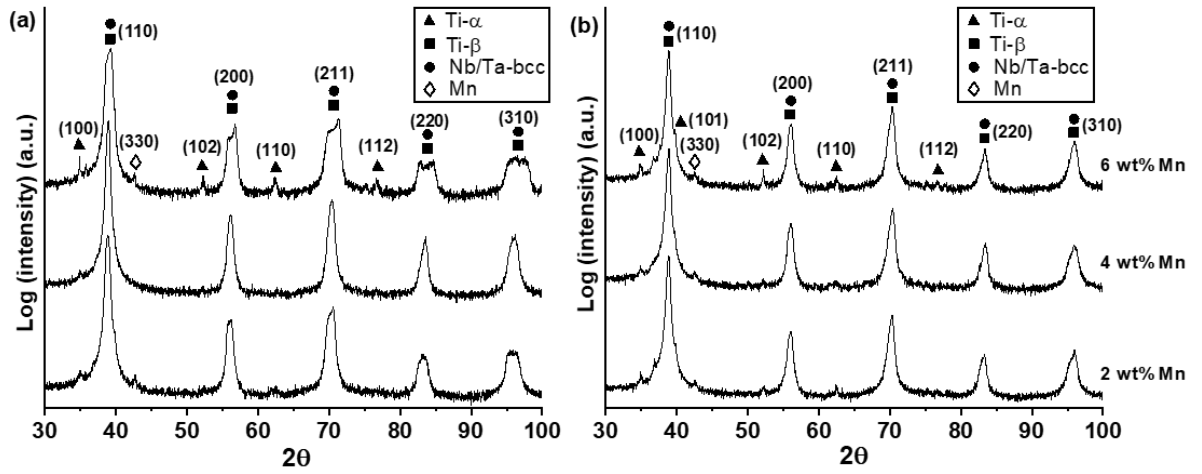 (a)
(110)
▲ Ti-α
■ Ti-β
● Nb/Ta-bcc
◇ Mn
(200)
(211)
(100)
(330)
(102)
(110)
(112)
(220)
(310)
Log (intensity) (a.u.)
30 40 50 60 70 80 90 100
2θ
(b)
(110)
▲ Ti-α
■ Ti-β
● Nb/Ta-bcc
◇ Mn
(200)
(211)
(100)
(101)
(330)
(102)
(110)
(112)
(220)
(310)
6 wt% Mn
4 wt% Mn
2 wt% Mn
Log (intensity) (a.u.)
30 40 50 60 70 80 90 100
2θ